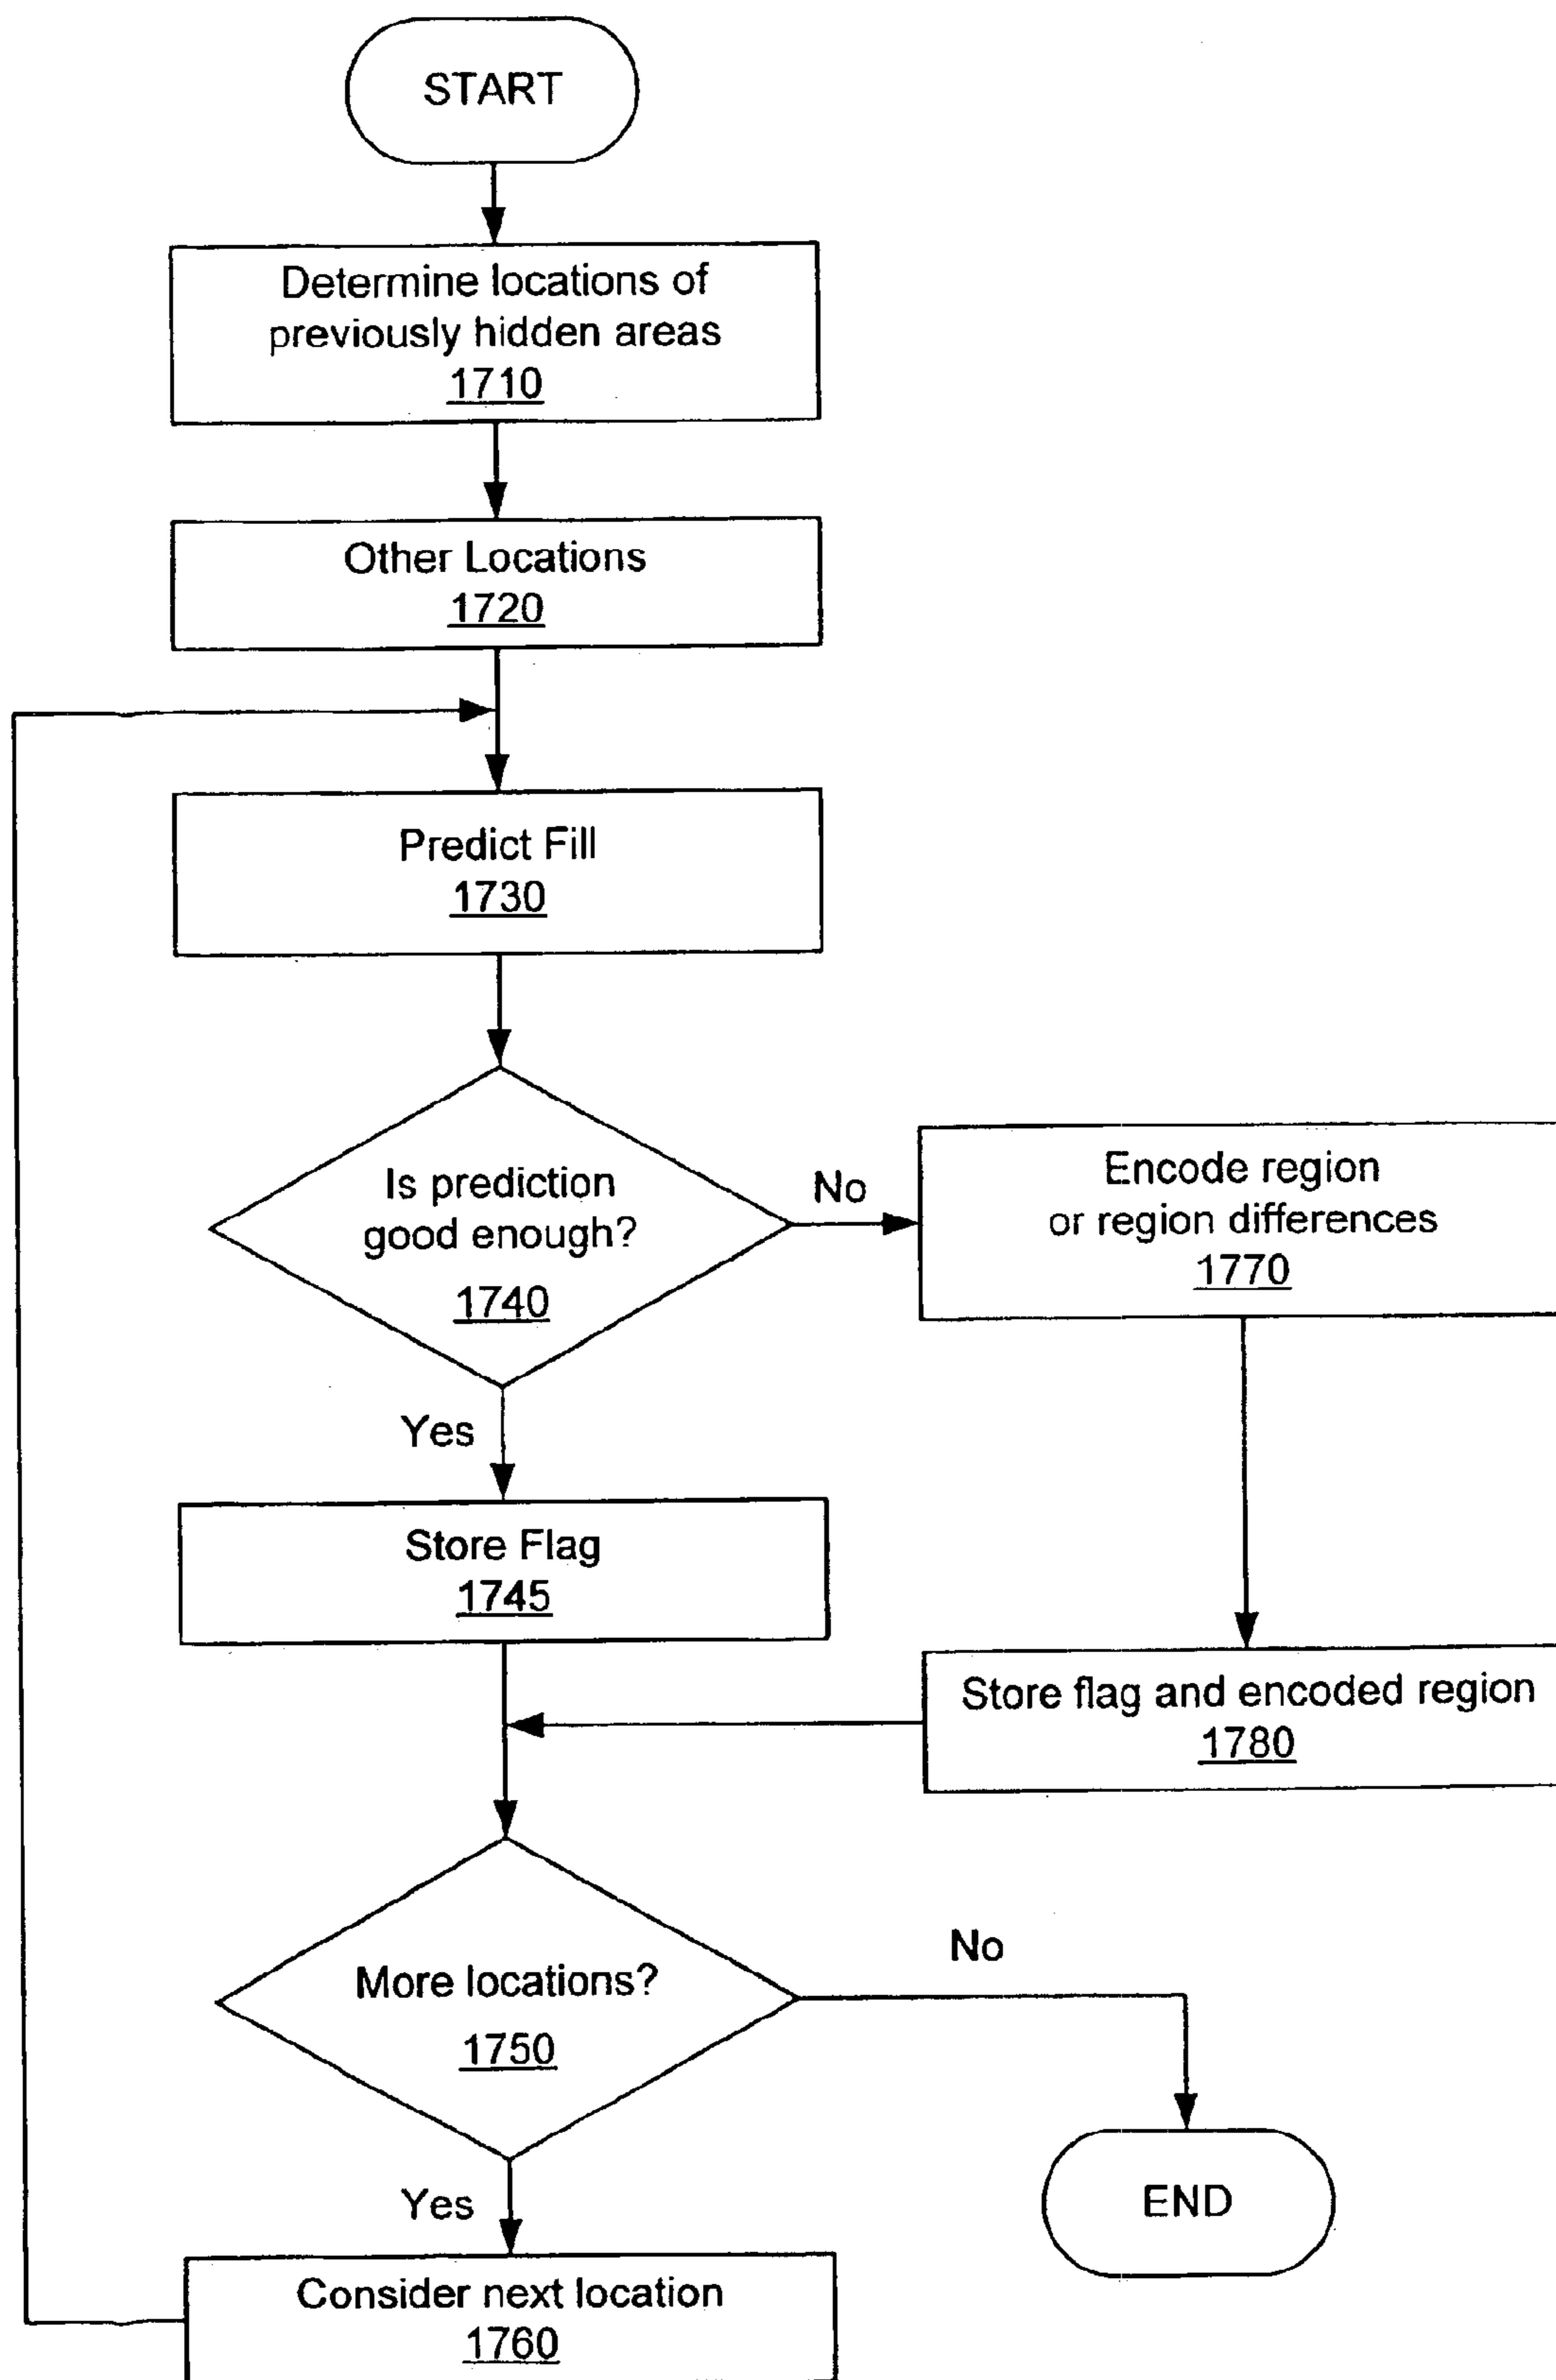 START
Determine locations of
previously hidden areas
1710
Other Locations
1720
Predict Fill
1730
Is prediction
good enough?
1740
No
Encode region
or region differences
1770
Yes
Store Flag
1745
Store flag and encoded region
1780
More locations?
1750
No
Yes
END
Consider next location
1760